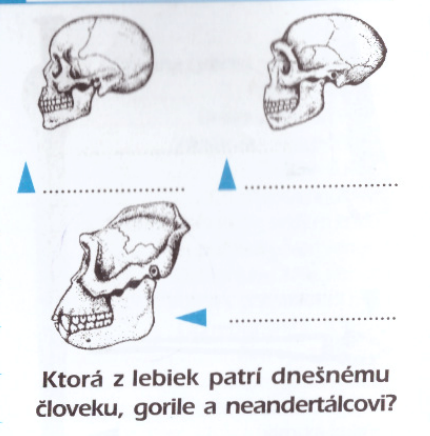 Ktorá z lebiek patrí dnešnému
človeku, gorile a neandertálcovi?